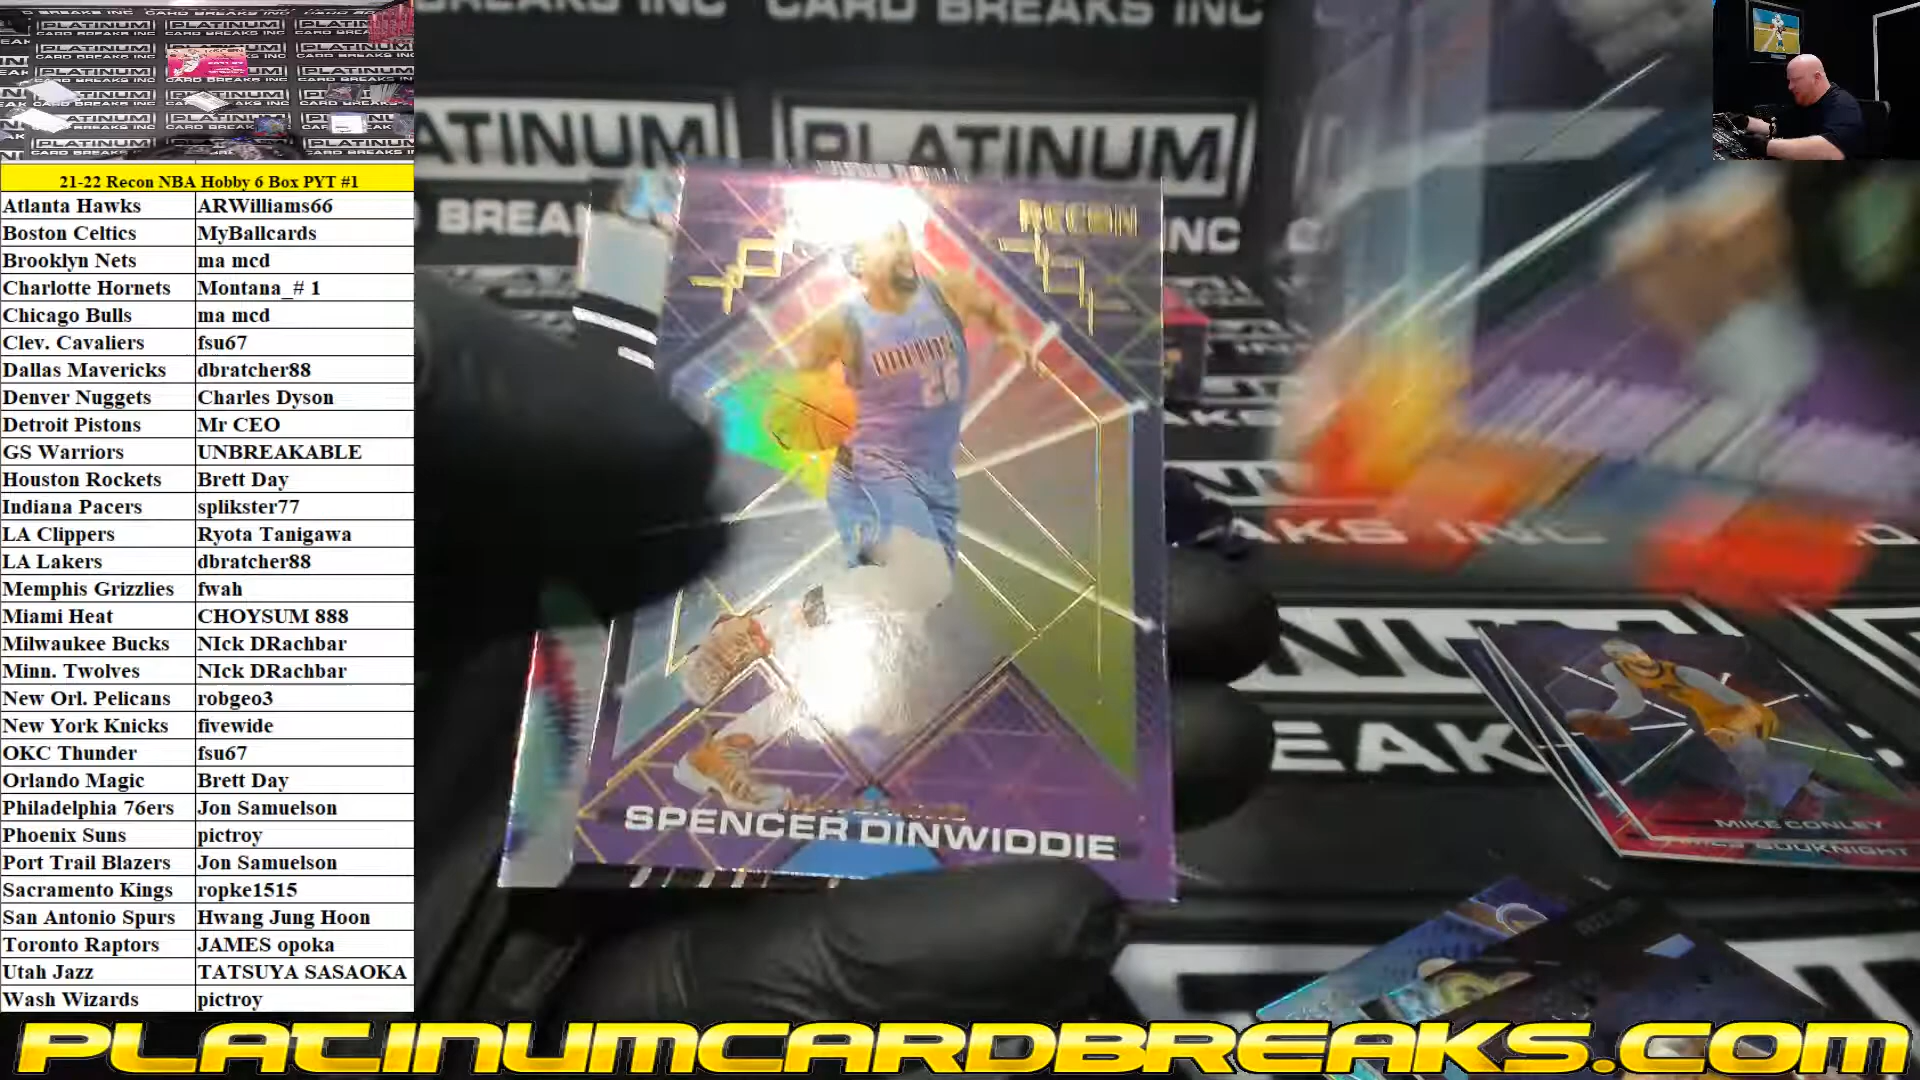 21-22 Recon NBA Hobby 6 Box PYT #1
Atlanta Hawks ARWilliams66
Boston Celtics MyBallcards
Brooklyn Nets ma mcd
Charlotte Hornets Montana_# 1
Chicago Bulls ma mcd
Clev. Cavaliers fsu67
Dallas Mavericks dbratcher88
Denver Nuggets Charles Dyson
Detroit Pistons Mr CEO
GS Warriors UNBREAKABLE
Houston Rockets Brett Day
Indiana Pacers splikster77
LA Clippers Ryota Tanigawa
LA Lakers dbratcher88
Memphis Grizzlies fwah
Miami Heat CHOYSUM 888
Milwaukee Bucks NIck DRachbar
Minn. Twolves NIck DRachbar
New Orl. Pelicans robgeo3
New York Knicks fivewide
OKC Thunder fsu67
Orlando Magic Brett Day
Philadelphia 76ers Jon Samuelson
Phoenix Suns pictroy
Port Trail Blazers Jon Samuelson
Sacramento Kings ropke1515
San Antonio Spurs Hwang Jung Hoon
Toronto Raptors JAMES opoka
Utah Jazz TATSUYA SASAOKA
Wash Wizards pictroy
CARD BREAKS INC
PLATINUM PLATINUM
RECON
SPENCER DINWIDDIE
MIKE CONLEY
PLATINUMCARDBREAKS.COM